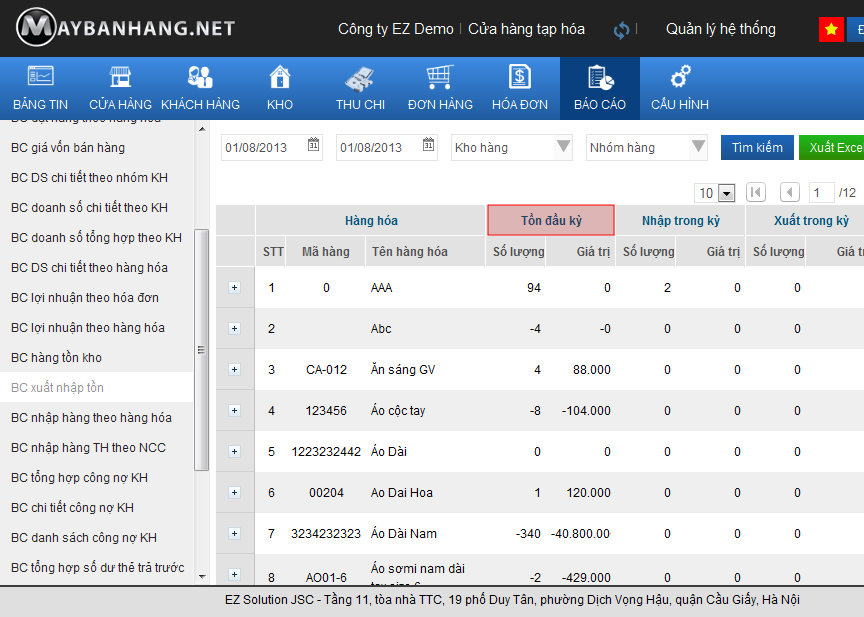 MAYBANHANG.NET
Công ty EZ Demo | Cửa hàng tạp hóa | Quản lý hệ thống
BẢNG TIN CỬA HÀNG KHÁCH HÀNG KHO THU CHI ĐƠN HÀNG HÓA ĐƠN BÁO CÁO CẤU HÌNH
BC đặt hàng theo hàng hóa
BC giá vốn bán hàng
BC DS chi tiết theo nhóm KH
BC doanh số chi tiết theo KH
BC doanh số tổng hợp theo KH
BC DS chi tiết theo hàng hóa
BC lợi nhuận theo hóa đơn
BC lợi nhuận theo hàng hóa
BC hàng tồn kho
BC xuất nhập tồn
BC nhập hàng theo hàng hóa
BC nhập hàng TH theo NCC
BC tổng hợp công nợ KH
BC chi tiết công nợ KH
BC danh sách công nợ KH
BC tổng hợp số dư thẻ trả trước
01/08/2013 01/08/2013 Kho hàng Nhóm hàng Tìm kiếm Xuất Exce
10 1 /12
Hàng hóa Tồn đầu kỳ Nhập trong kỳ Xuất trong kỳ
STT Mã hàng Tên hàng hóa Số lượng Giá trị Số lượng Giá trị Số lượng Giá tr
1 0 AAA 94 0 2 0 0
2 Abc -4 -0 0 0 0
3 CA-012 Ăn sáng GV 4 88.000 0 0 0
4 123456 Áo cộc tay -8 -104.000 0 0 0
5 1223232442 Áo Dài 0 0 0 0 0
6 00204 Ao Dai Hoa 1 120.000 0 0 0
7 3234232323 Áo Dài Nam -340 -40.800.00 0 0 0
8 AO01-6 Áo sơmi nam dài tay size 6 -2 -429.000 0 0 0
EZ Solution JSC - Tầng 11, tòa nhà TTC, 19 phố Duy Tân, phường Dịch Vọng Hậu, quận Cầu Giấy, Hà Nội